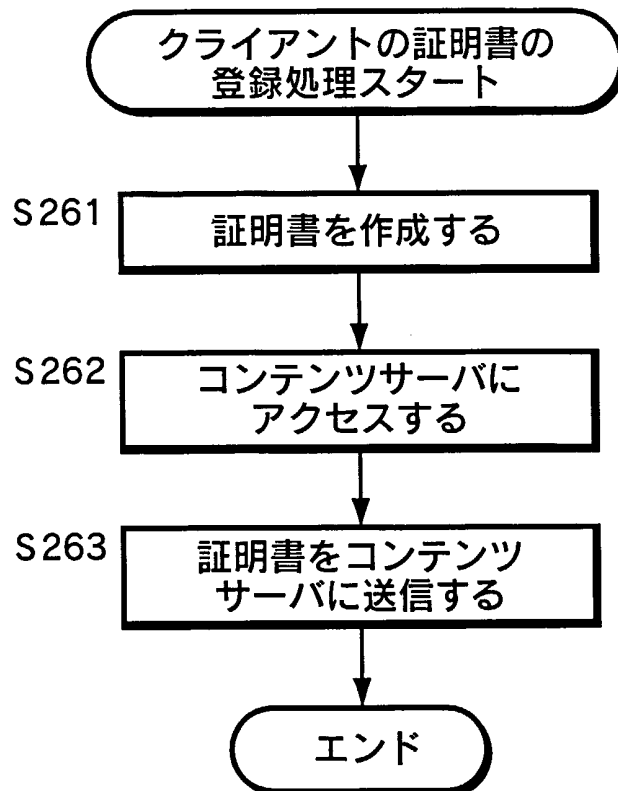 クライアントの証明書の
登録処理スタート
S261
証明書を作成する
S262
コンテンツサーバに
アクセスする
S263
証明書をコンテンツ
サーバに送信する
エンド